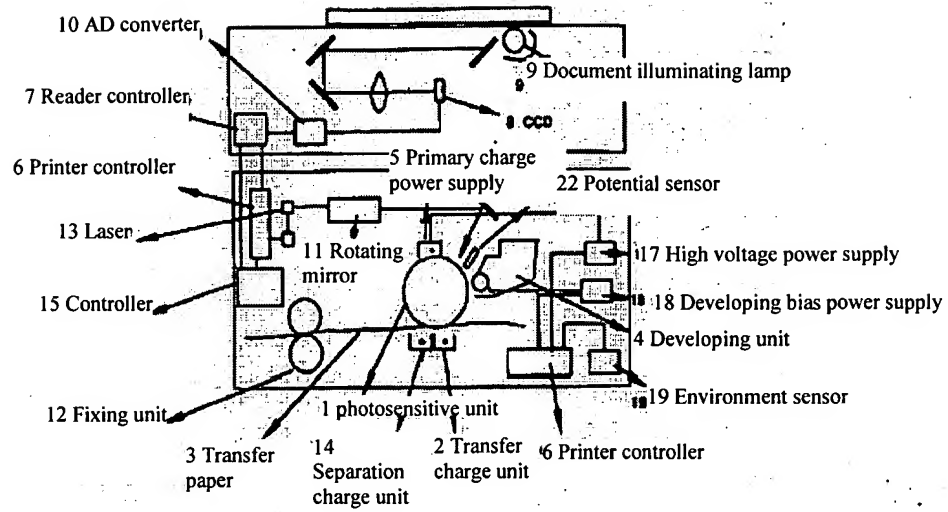 10 AD converter
9 Document illuminating lamp
9
7 Reader controller
8 CCD
5 Primary charge
power supply
6 Printer controller
22 Potential sensor
13 Laser
11 Rotating
mirror
17 High voltage power supply
15 Controller
18 18 Developing bias power supply
4 Developing unit
12 Fixing unit
1 photosensitive unit
19 19 Environment sensor
3 Transfer
paper
14
Separation
charge unit
2 Transfer
charge unit
6 Printer controller